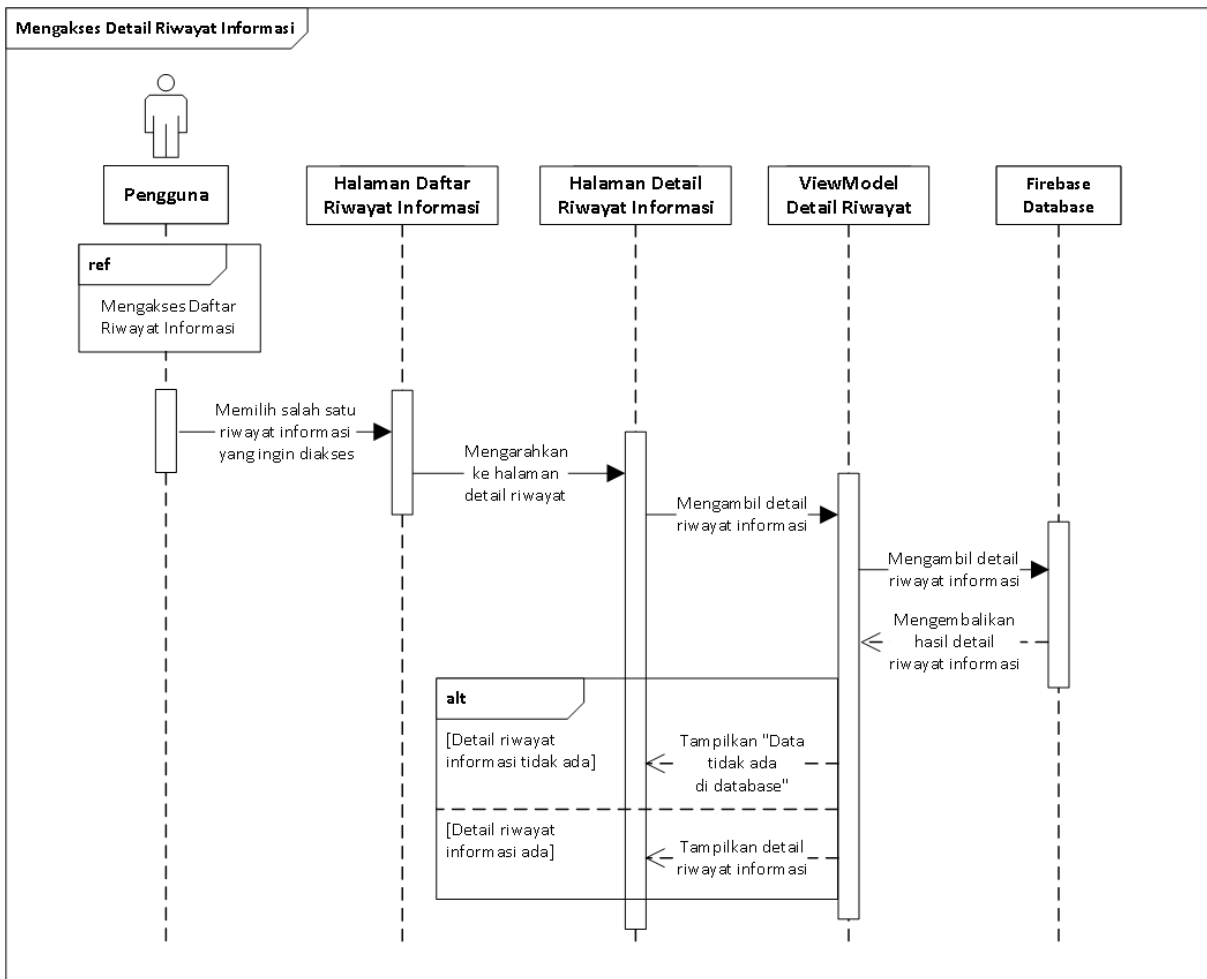 Mengakses Detail Riwayat Informasi
Pengguna
Halaman Daftar
Riwayat Informasi
Halaman Detail
Riwayat Informasi
ViewModel
Detail Riwayat
Firebase
Database
ref
Mengakses Daftar
Riwayat Informasi
Memilih salah satu
riwayat informasi
yang ingin diakses
Mengarahkan
ke halaman
detail riwayat
Mengambil detail
riwayat informasi
Mengambil detail
riwayat informasi
Mengembalikan
hasil detail
riwayat informasi
alt
[Detail riwayat
informasi tidak ada]
Tampilkan "Data
tidak ada
di database"
[Detail riwayat
informasi ada]
Tampilkan detail
riwayat informasi